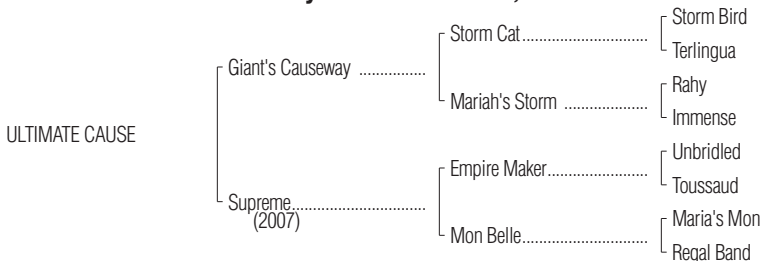 Storm Bird
Storm Cat..............................
Terlingua
Giant's Causeway ................
Rahy
Mariah's Storm ....................
Immense
ULTIMATE CAUSE
Unbridled
Empire Maker........................
Toussaud
Supreme................................
(2007)
Maria's Mon
Mon Belle..............................
Regal Band